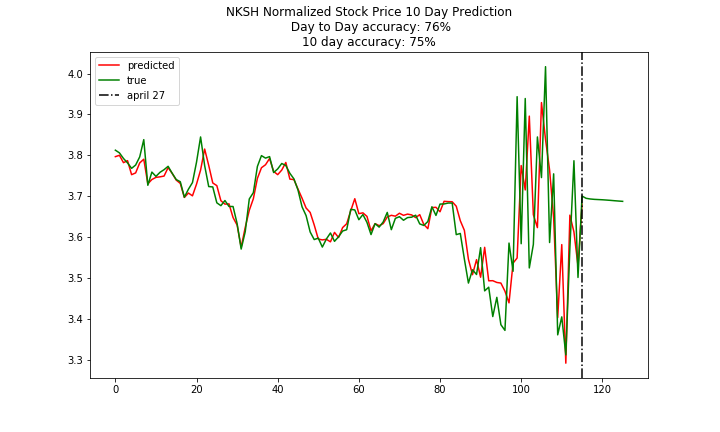 NKSH Normalized Stock Price 10 Day Prediction
Day to Day accuracy: 76%
10 day accuracy: 75%
predicted
true
april 27
4.0
3.9
3.8
3.7
3.6
3.5
3.4
3.3
0 20 40 60 80 100 120